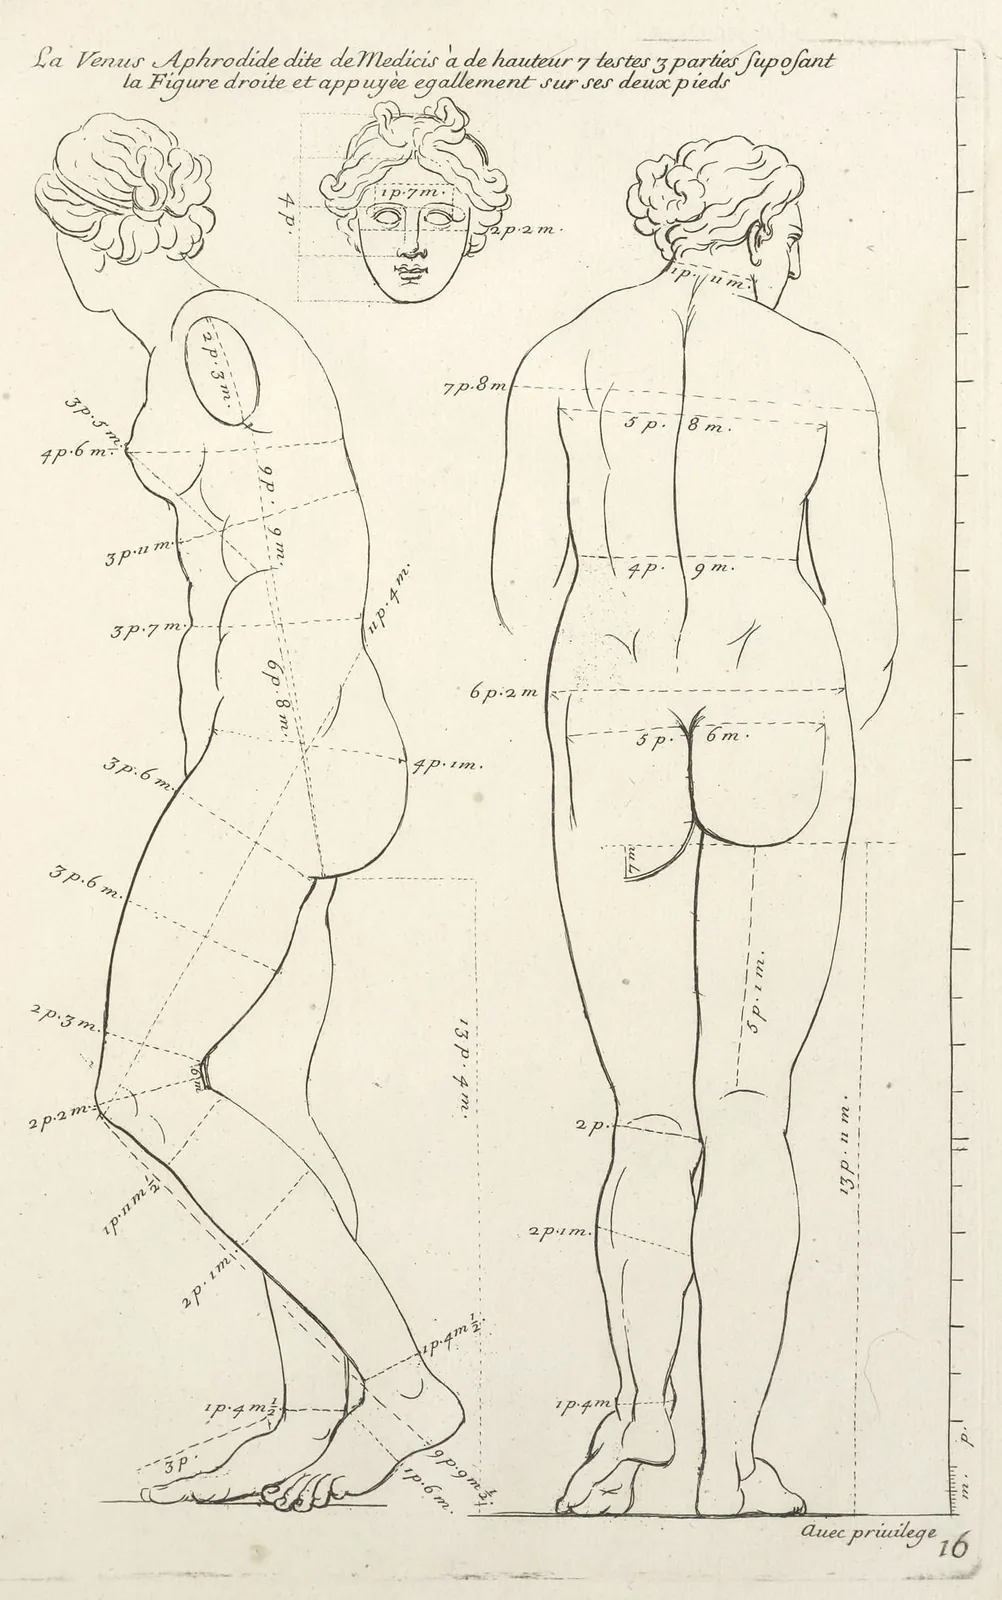 La Venus Aphrodide dite de Medicis à de hauteur 7 testes 3 parties suposant
la Figure droite et appuyée egallement sur ses deux pieds
4 p.
1 p. 7 m.
2 p. 2 m.
1 p. 11 m.
2 p. 3 m.
3 p. 5 m.
4 p. 6 m.
9 p. 9 m.
3 p. 11 m.
3 p. 7 m.
11 p. 4 m.
6 p. 8 m.
4 p. 1 m.
3 p. 6 m.
3 p. 6 m.
2 p. 3 m.
6 m
2 p. 2 m.
1 p. 11 m ½
2 p. 1 m.
13 p. 4 m.
1 p. 4 m ½
1 p. 4 m ½
3 p.
9 p. 9 m ½
1 p. 6 m.
7 p. 8 m
5 p. 8 m.
4 p. 9 m.
6 p. 2 m
5 p. 6 m.
7 m
5 p. 1 m.
2 p.
2 p. 1 m.
13 p. 11 m.
1 p. 4 m
p.
m.
Auec priuilege
16